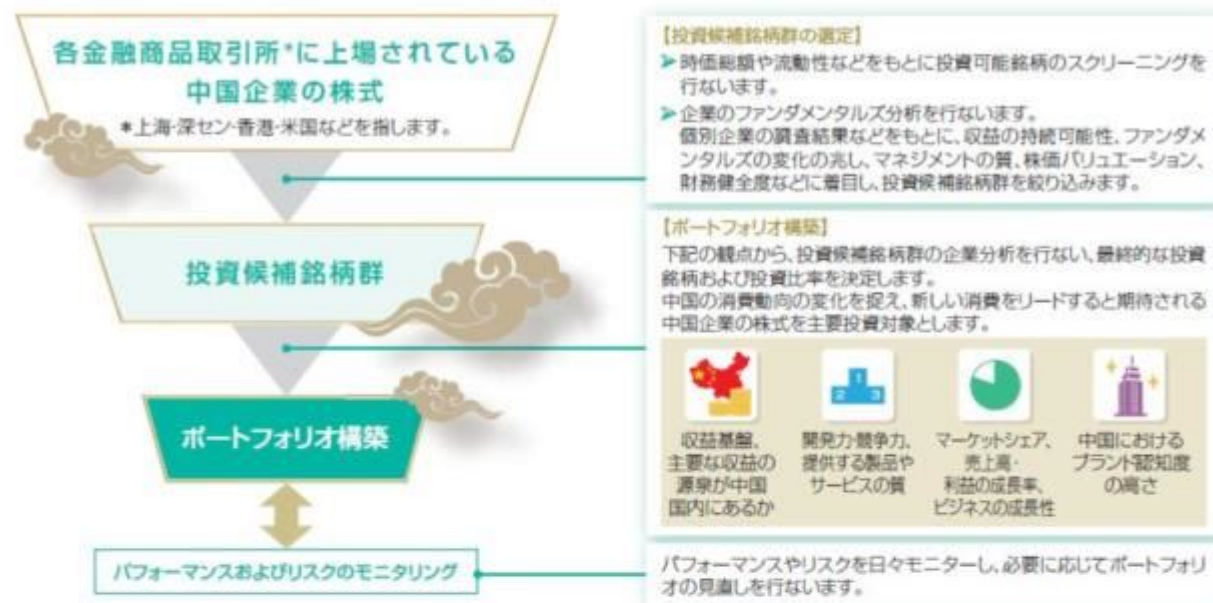 各金融商品取引所*に上場されている
中国企業の株式
*上海・深セン・香港・米国などを指します。
【投資候補銘柄群の選定】
➤時価総額や流動性などをもとに投資可能銘柄のスクリーニングを
行ないます。
➤企業のファンダメンタルズ分析を行ないます。
個別企業の調査結果などをもとに、収益の持続可能性、ファンダメ
ンタルズの変化の兆し、マネジメントの質、株価バリュエーション、
財務健全度などに着目し、投資候補銘柄群を絞り込みます。
投資候補銘柄群
【ポートフォリオ構築】
下記の観点から、投資候補銘柄群の企業分析を行ない、最終的な投資
銘柄および投資比率を決定します。
中国の消費動向の変化を捉え、新しい消費をリードすると期待される
中国企業の株式を主要投資対象とします。
ポートフォリオ構築
1
2 3
収益基盤、
主要な収益の
源泉が中国
国内にあるか
開発力・競争力、
提供する製品や
サービスの質
マーケットシェア、
売上高・
利益の成長率、
ビジネスの成長性
中国における
ブランド認知度
の高さ
パフォーマンスおよびリスクのモニタリング
パフォーマンスやリスクを日々モニターし、必要に応じてポートフォリ
オの見直しを行ないます。